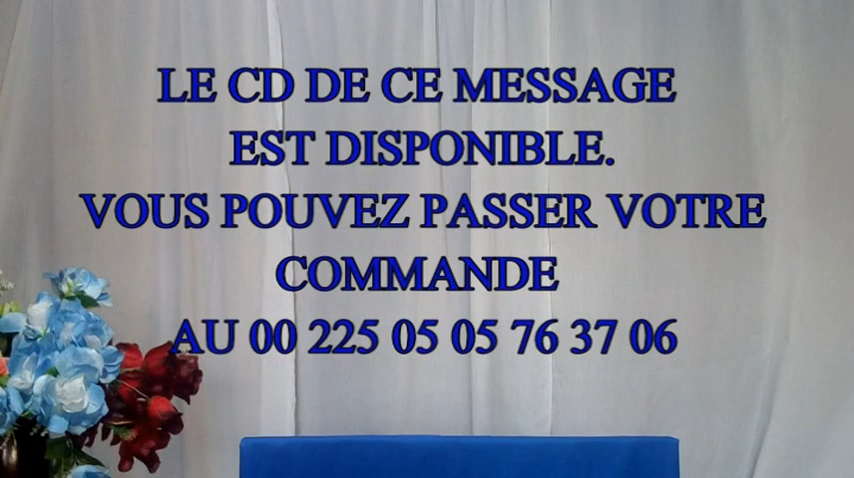 LE CD DE CE MESSAGE
EST DISPONIBLE.
VOUS POUVEZ PASSER VOTRE
COMMANDE
AU 00 225 05 05 76 37 06